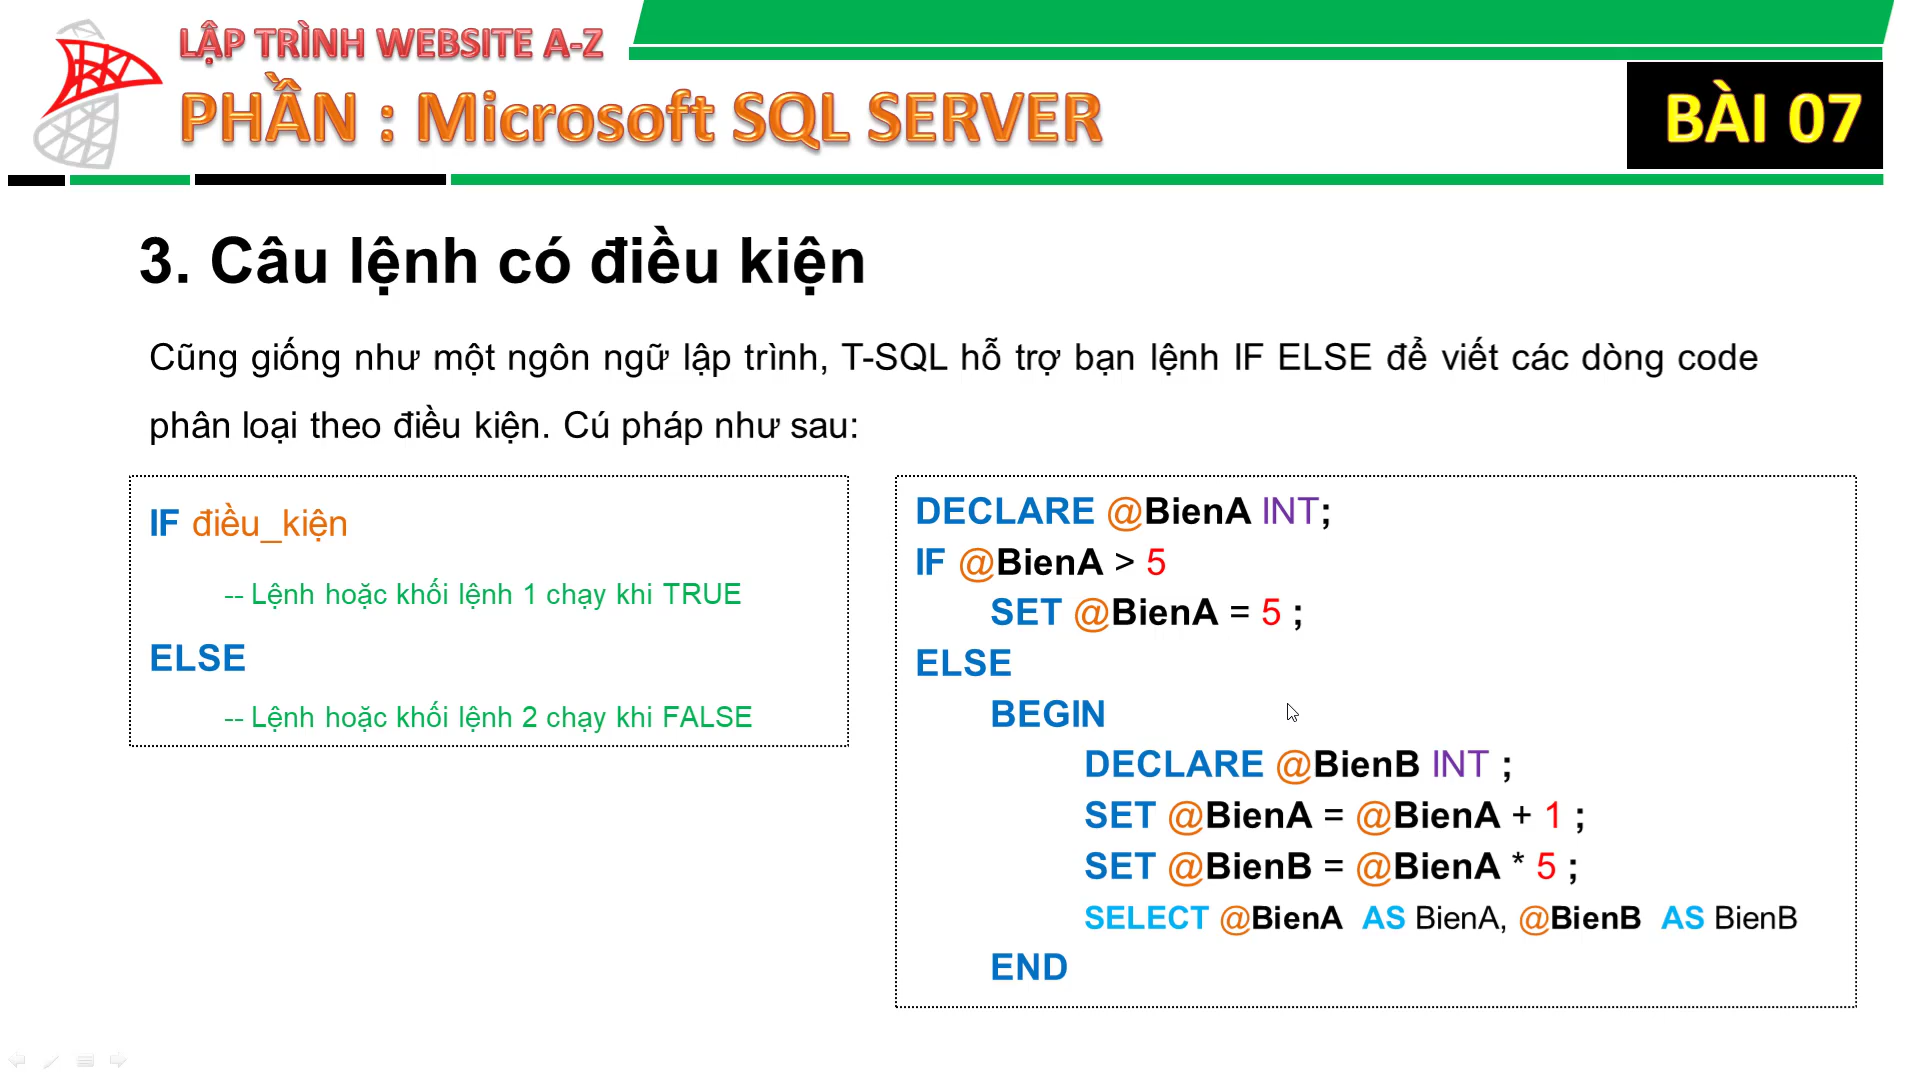 LẬP TRÌNH WEBSITE A-Z
PHẦN : Microsoft SQL SERVER
BÀI 07
3. Câu lệnh có điều kiện
Cũng giống như một ngôn ngữ lập trình, T-SQL hỗ trợ bạn lệnh IF ELSE để viết các dòng code
phân loại theo điều kiện. Cú pháp như sau:
IF điều_kiện
-- Lệnh hoặc khối lệnh 1 chạy khi TRUE
ELSE
-- Lệnh hoặc khối lệnh 2 chạy khi FALSE
DECLARE @BienA INT;
IF @BienA > 5
SET @BienA = 5 ;
ELSE
BEGIN
DECLARE @BienB INT ;
SET @BienA = @BienA + 1 ;
SET @BienB = @BienA * 5 ;
SELECT @BienA AS BienA, @BienB AS BienB
END